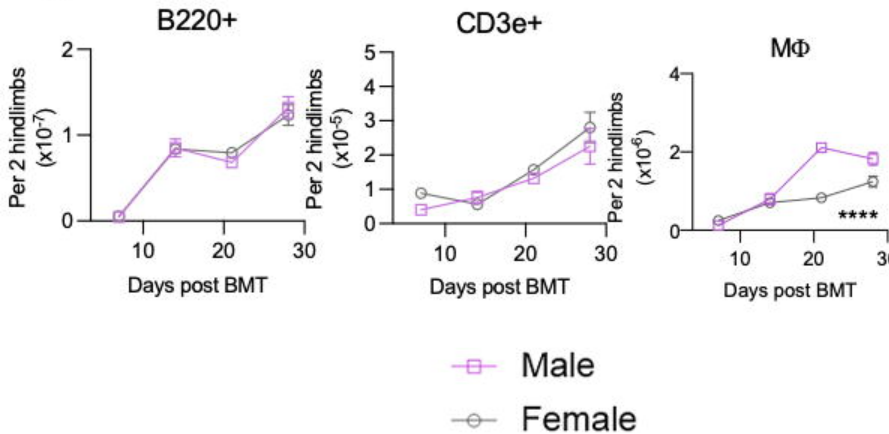 B220+
Per 2 hindlimbs
(x10-7)
2
1
0
10
20
30
Days post BMT
CD3e+
Per 2 hindlimbs
(x10-5)
5
4
3
2
1
0
10
20
30
Days post BMT
MΦ
Per 2 hindlimbs
(x10-6)
4
2
0
****
10
20
Days post BMT
Male
Female